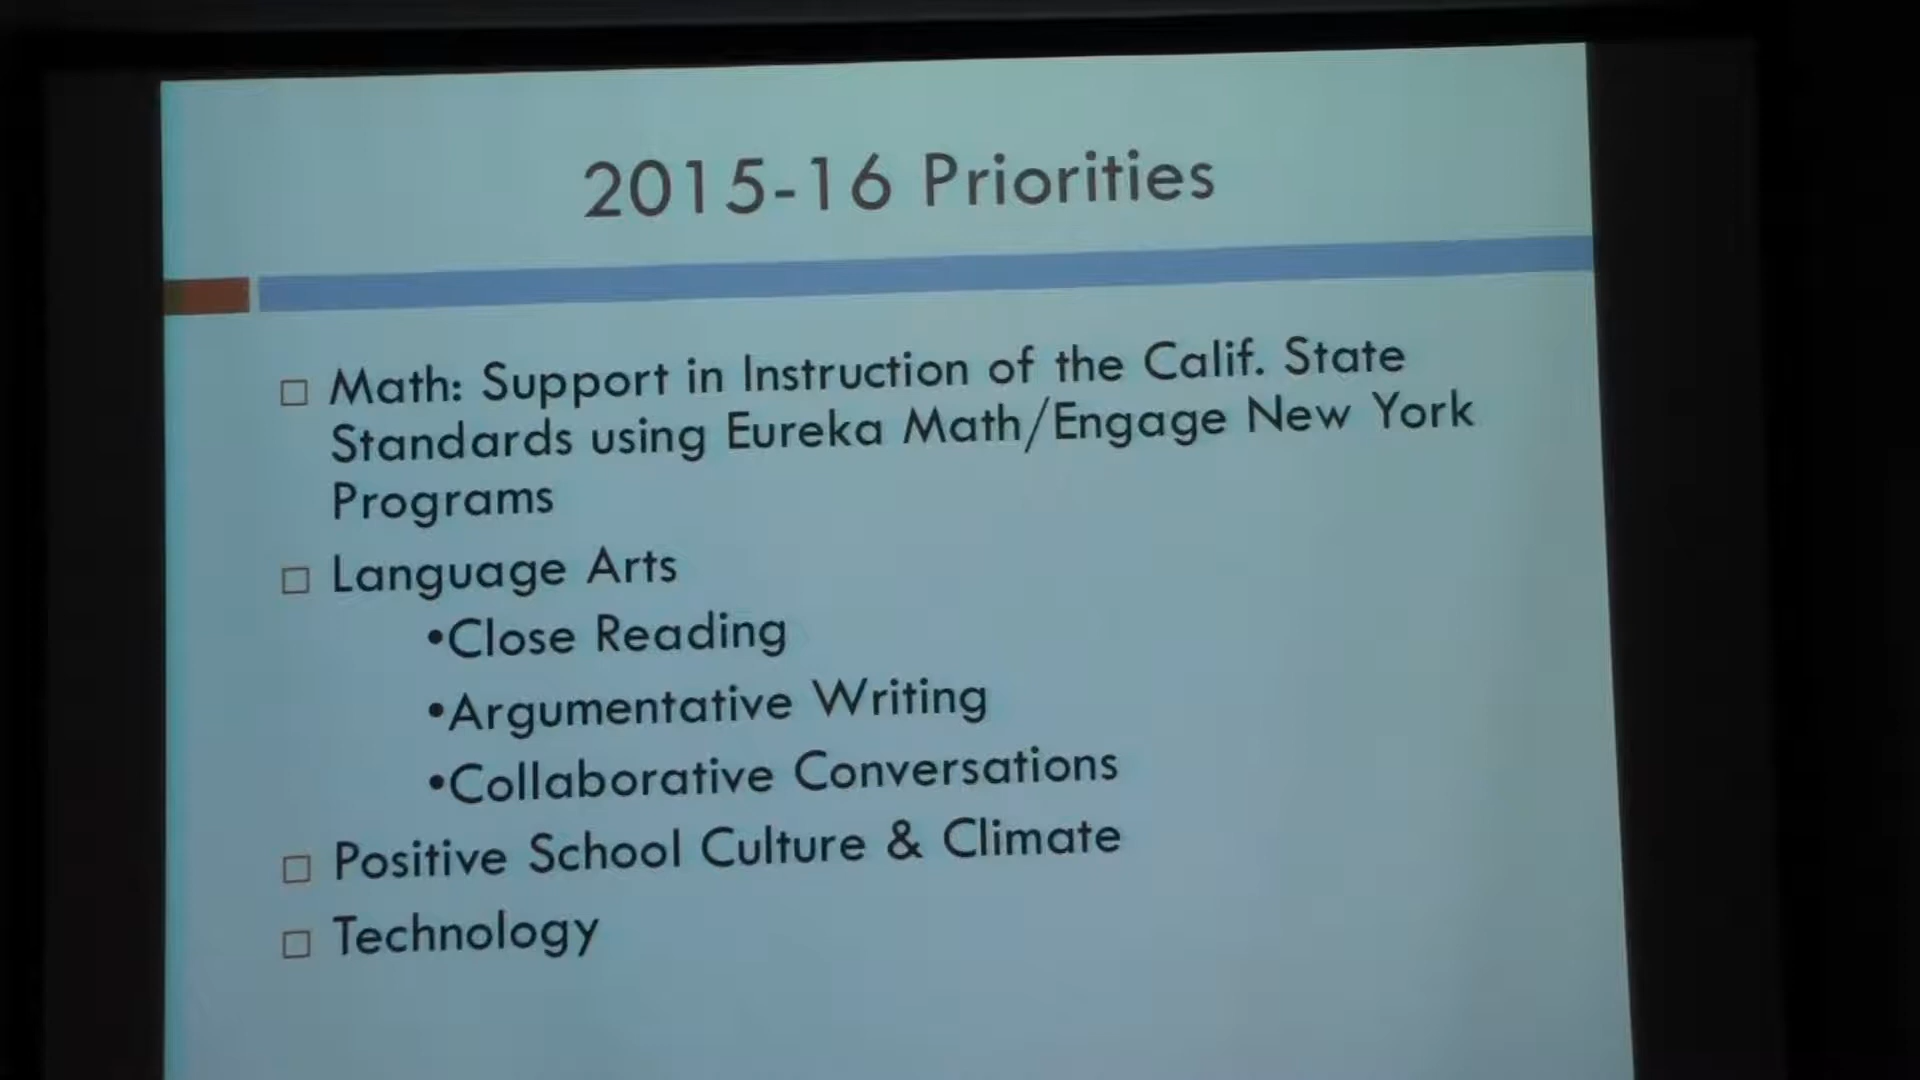 2015-16 Priorities
Math: Support in Instruction of the Calif. State
Standards using Eureka Math/Engage New York
Programs
Language Arts
•Close Reading
•Argumentative Writing
•Collaborative Conversations
Positive School Culture & Climate
Technology